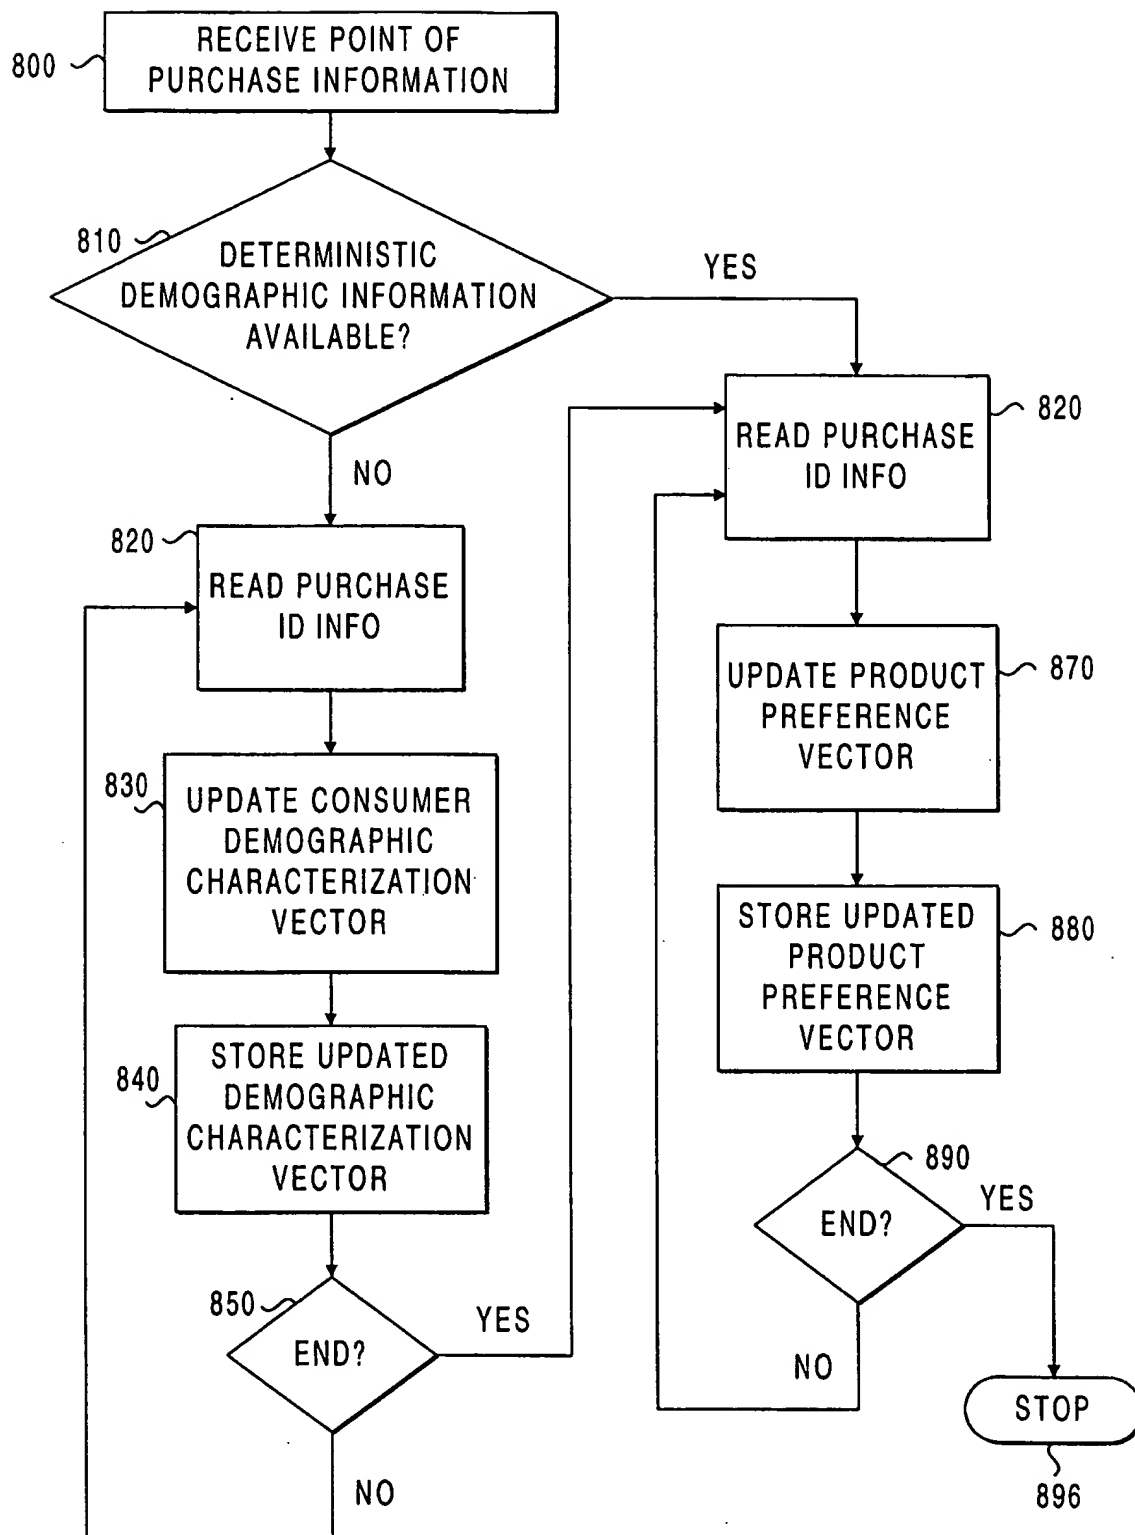 RECEIVE POINT OF
PURCHASE INFORMATION
800
810
DETERMINISTIC
DEMOGRAPHIC INFORMATION
AVAILABLE?
YES
NO
820
READ PURCHASE
ID INFO
820
READ PURCHASE
ID INFO
830
UPDATE CONSUMER
DEMOGRAPHIC
CHARACTERIZATION
VECTOR
840
STORE UPDATED
DEMOGRAPHIC
CHARACTERIZATION
VECTOR
850
END?
YES
NO
UPDATE PRODUCT
PREFERENCE
VECTOR
870
STORE UPDATED
PRODUCT
PREFERENCE
VECTOR
880
890
END?
YES
NO
STOP
896